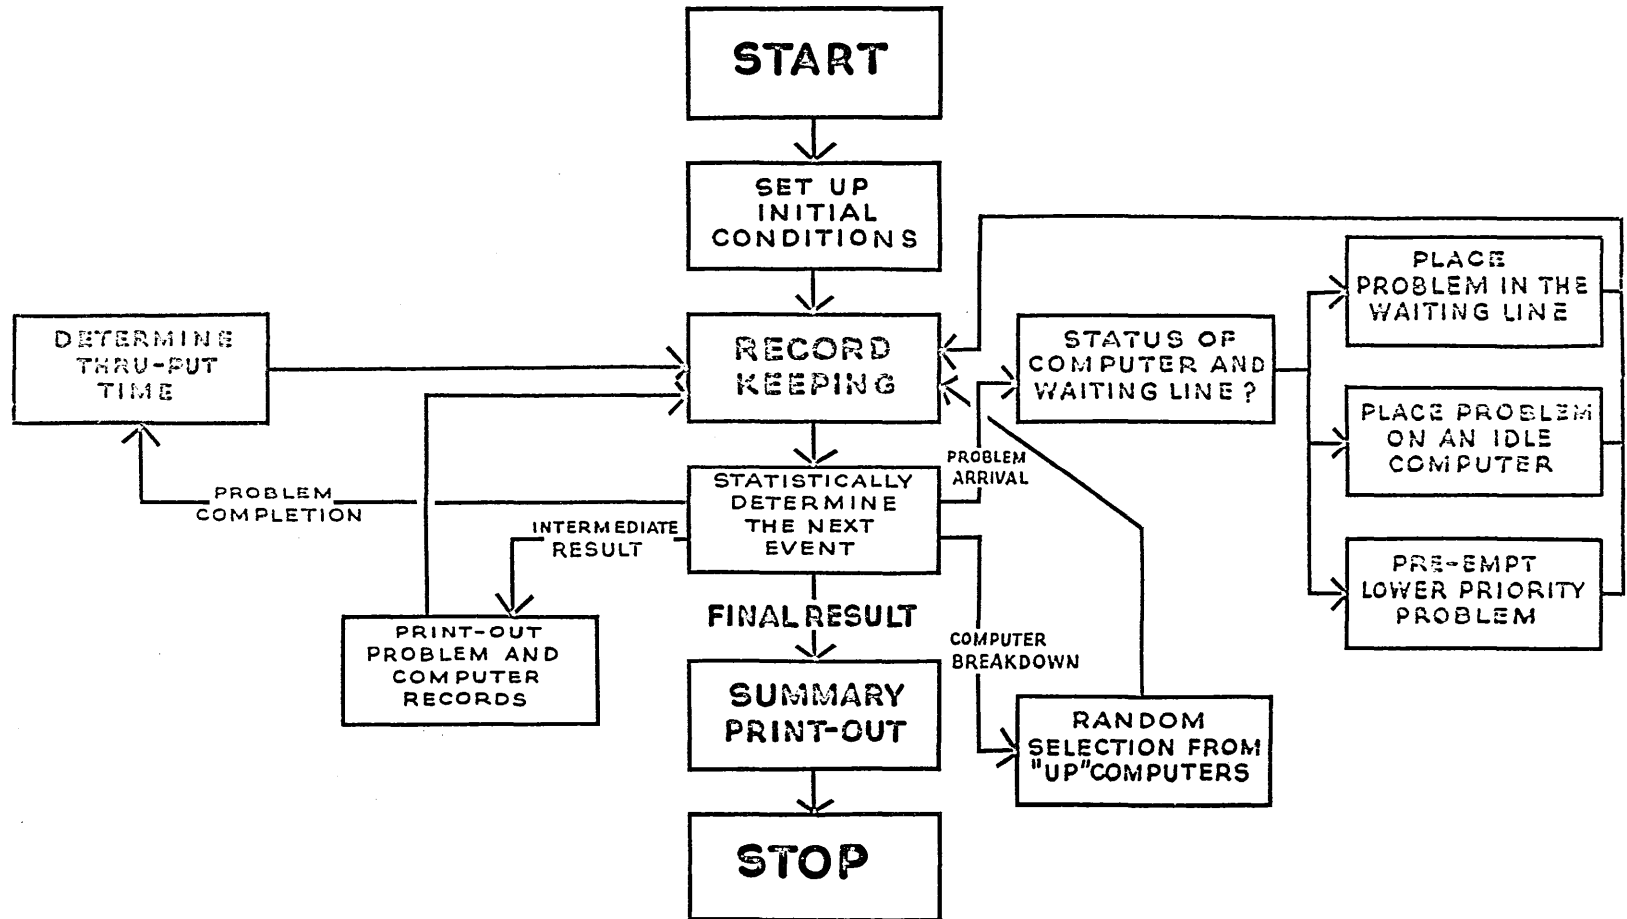 START
SET UP
INITIAL
CONDITIONS
DETERMINE
THRU-PUT
TIME
RECORD
KEEPING
STATUS OF
COMPUTER AND
WAITING LINE?
PLACE
PROBLEM IN THE
WAITING LINE
PLACE PROBLEM
ON AN IDLE
COMPUTER
PRE-EMPT
LOWER PRIORITY
PROBLEM
PROBLEM
ARRIVAL
STATISTICALLY
DETERMINE
THE NEXT
EVENT
PROBLEM
COMPLETION
INTERMEDIATE
RESULT
PRINT-OUT
PROBLEM AND
COMPUTER
RECORDS
FINAL RESULT
COMPUTER
BREAKDOWN
SUMMARY
PRINT-OUT
RANDOM
SELECTION FROM
"UP" COMPUTERS
STOP